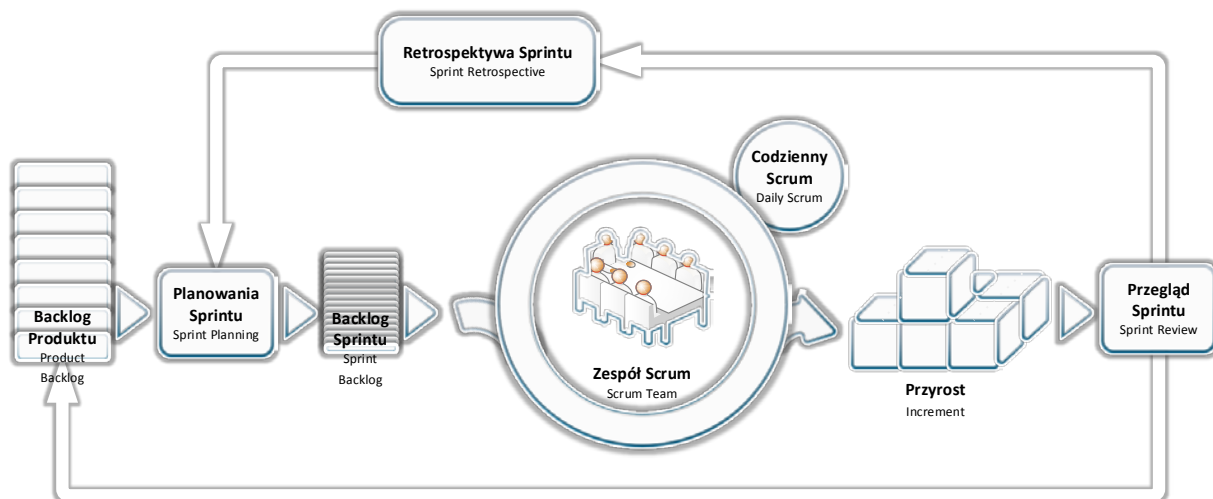 Retrospektywa Sprintu
Sprint Retrospective
Codzienny
Scrum
Daily Scrum
Backlog
Produktu
Product
Backlog
Planowania
Sprintu
Sprint Planning
Backlog
Sprintu
Sprint
Backlog
Zespół Scrum
Scrum Team
Przyrost
Increment
Przegląd
Sprintu
Sprint Review